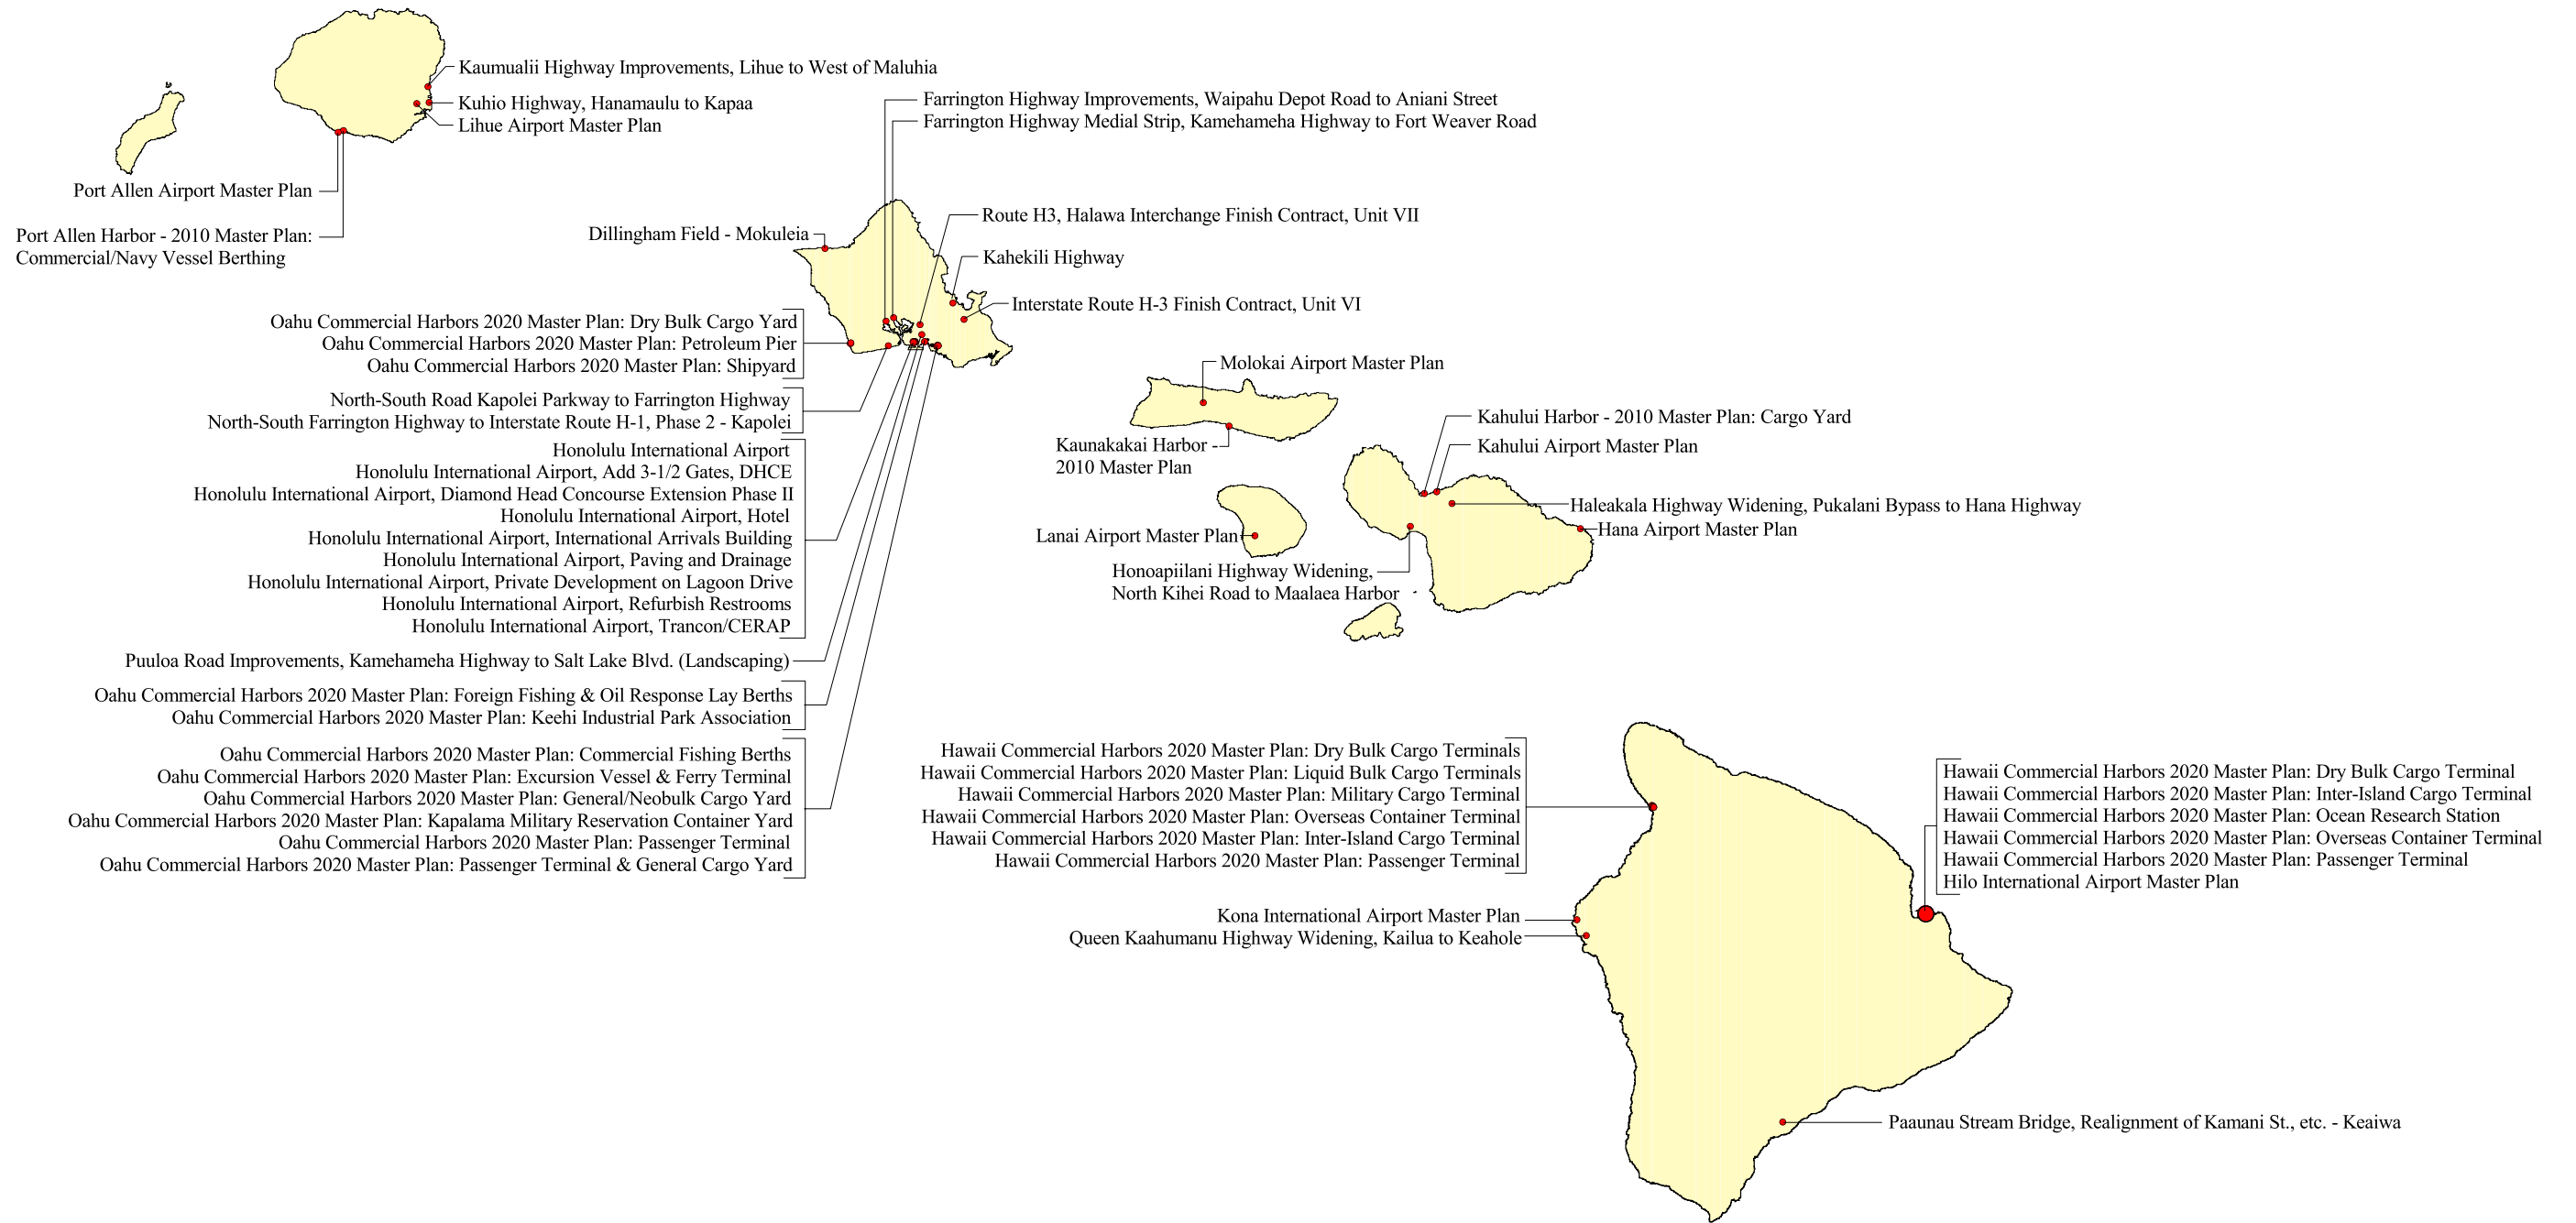 Kaumualii Highway Improvements, Lihue to West of Maluhia
Kuhio Highway, Hanamaulu to Kapaa
Lihue Airport Master Plan
Port Allen Airport Master Plan
Port Allen Harbor - 2010 Master Plan:
Commercial/Navy Vessel Berthing
Farrington Highway Improvements, Waipahu Depot Road to Aniani Street
Farrington Highway Medial Strip, Kamehameha Highway to Fort Weaver Road
Route H3, Halawa Interchange Finish Contract, Unit VII
Dillingham Field - Mokuleia
Kahekili Highway
Interstate Route H-3 Finish Contract, Unit VI
Oahu Commercial Harbors 2020 Master Plan: Dry Bulk Cargo Yard
Oahu Commercial Harbors 2020 Master Plan: Petroleum Pier
Oahu Commercial Harbors 2020 Master Plan: Shipyard
North-South Road Kapolei Parkway to Farrington Highway
North-South Farrington Highway to Interstate Route H-1, Phase 2 - Kapolei
Honolulu International Airport
Honolulu International Airport, Add 3-1/2 Gates, DHCE
Honolulu International Airport, Diamond Head Concourse Extension Phase II
Honolulu International Airport, Hotel
Honolulu International Airport, International Arrivals Building
Honolulu International Airport, Paving and Drainage
Honolulu International Airport, Private Development on Lagoon Drive
Honolulu International Airport, Refurbish Restrooms
Honolulu International Airport, Trancon/CERAP
Puuloa Road Improvements, Kamehameha Highway to Salt Lake Blvd. (Landscaping)
Oahu Commercial Harbors 2020 Master Plan: Foreign Fishing & Oil Response Lay Berths
Oahu Commercial Harbors 2020 Master Plan: Keehi Industrial Park Association
Oahu Commercial Harbors 2020 Master Plan: Commercial Fishing Berths
Oahu Commercial Harbors 2020 Master Plan: Excursion Vessel & Ferry Terminal
Oahu Commercial Harbors 2020 Master Plan: General/Neobulk Cargo Yard
Oahu Commercial Harbors 2020 Master Plan: Kapalama Military Reservation Container Yard
Oahu Commercial Harbors 2020 Master Plan: Passenger Terminal
Oahu Commercial Harbors 2020 Master Plan: Passenger Terminal & General Cargo Yard
Molokai Airport Master Plan
Kaunakakai Harbor -
2010 Master Plan
Lanai Airport Master Plan
Kahului Harbor - 2010 Master Plan: Cargo Yard
Kahului Airport Master Plan
Haleakala Highway Widening, Pukalani Bypass to Hana Highway
Hana Airport Master Plan
Honoapiilani Highway Widening,
North Kihei Road to Maalaea Harbor
Hawaii Commercial Harbors 2020 Master Plan: Dry Bulk Cargo Terminals
Hawaii Commercial Harbors 2020 Master Plan: Liquid Bulk Cargo Terminals
Hawaii Commercial Harbors 2020 Master Plan: Military Cargo Terminal
Hawaii Commercial Harbors 2020 Master Plan: Overseas Container Terminal
Hawaii Commercial Harbors 2020 Master Plan: Inter-Island Cargo Terminal
Hawaii Commercial Harbors 2020 Master Plan: Passenger Terminal
Kona International Airport Master Plan
Queen Kaahumanu Highway Widening, Kailua to Keahole
Hawaii Commercial Harbors 2020 Master Plan: Dry Bulk Cargo Terminal
Hawaii Commercial Harbors 2020 Master Plan: Inter-Island Cargo Terminal
Hawaii Commercial Harbors 2020 Master Plan: Ocean Research Station
Hawaii Commercial Harbors 2020 Master Plan: Overseas Container Terminal
Hawaii Commercial Harbors 2020 Master Plan: Passenger Terminal
Hilo International Airport Master Plan
Paaunau Stream Bridge, Realignment of Kamani St., etc. - Keaiwa